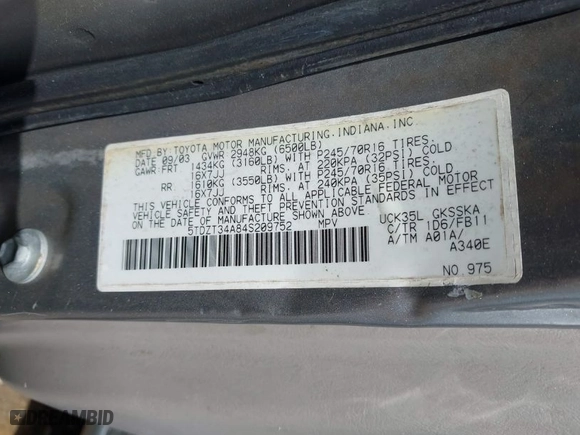 MFD.BY:TOYOTA MOTOR MANUFACTURING.INDIANA.INC
DATE 09/03 GVWR 2948KG (6500LB)
GAWR:FRT 1434KG (3160LB) WITH P245/70R16 TIRES.
16X7JJ RIMS. AT 220KPA (32PSI) COLD
RR 1610KG (3550LB) WITH P245/70R16 TIRES.
16X7JJ RIMS. AT 240KPA (35PSI) COLD
THIS VEHICLE CONFORMS TO ALL APPLICABLE FEDERAL MOTOR
VEHICLE SAFETY AND THEFT PREVENTION STANDARDS IN EFFECT
ON THE DATE OF MANUFACTURE SHOWN ABOVE.
5TDZT34A84S209752 MPV
UCK35L GKSSKA
C/TR 1D6/FB11
A/TM A01A/
A340E
NO.975
DREAMBID